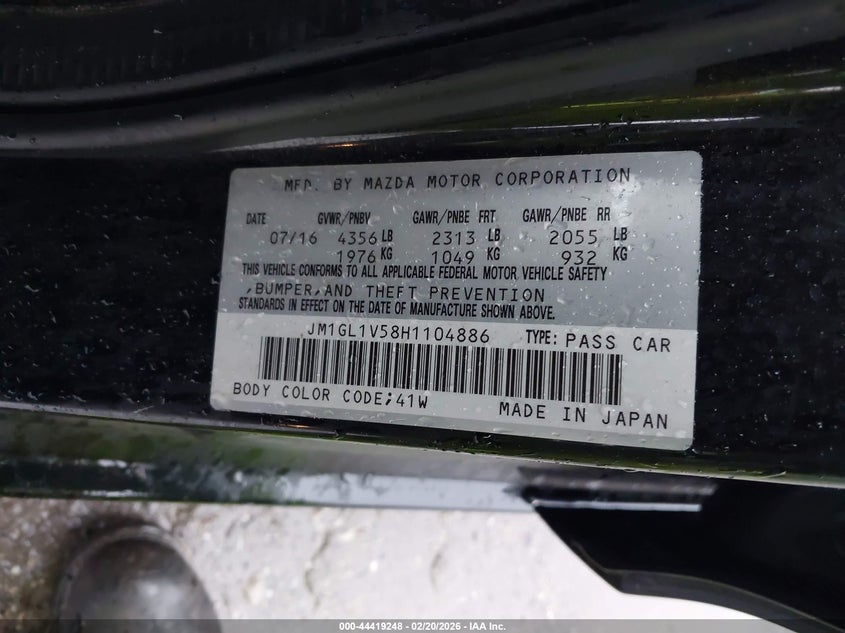 MFD. BY MAZDA MOTOR CORPORATION
DATE GVWR/PNBV GAWR/PNBE FRT GAWR/PNBE RR
07/16 4356 LB 2313 LB 2055 LB
1976 KG 1049 KG 932 KG
THIS VEHICLE CONFORMS TO ALL APPLICABLE FEDERAL MOTOR VEHICLE SAFETY
,BUMPER,AND THEFT PREVENTION
STANDARDS IN EFFECT ON THE DATE OF MANUFACTURE SHOWN ABOVE.
JM1GL1V58H1104886 TYPE: PASS CAR
BODY COLOR CODE;41W MADE IN JAPAN
000-44419248 - 02/20/2026 - IAA Inc.